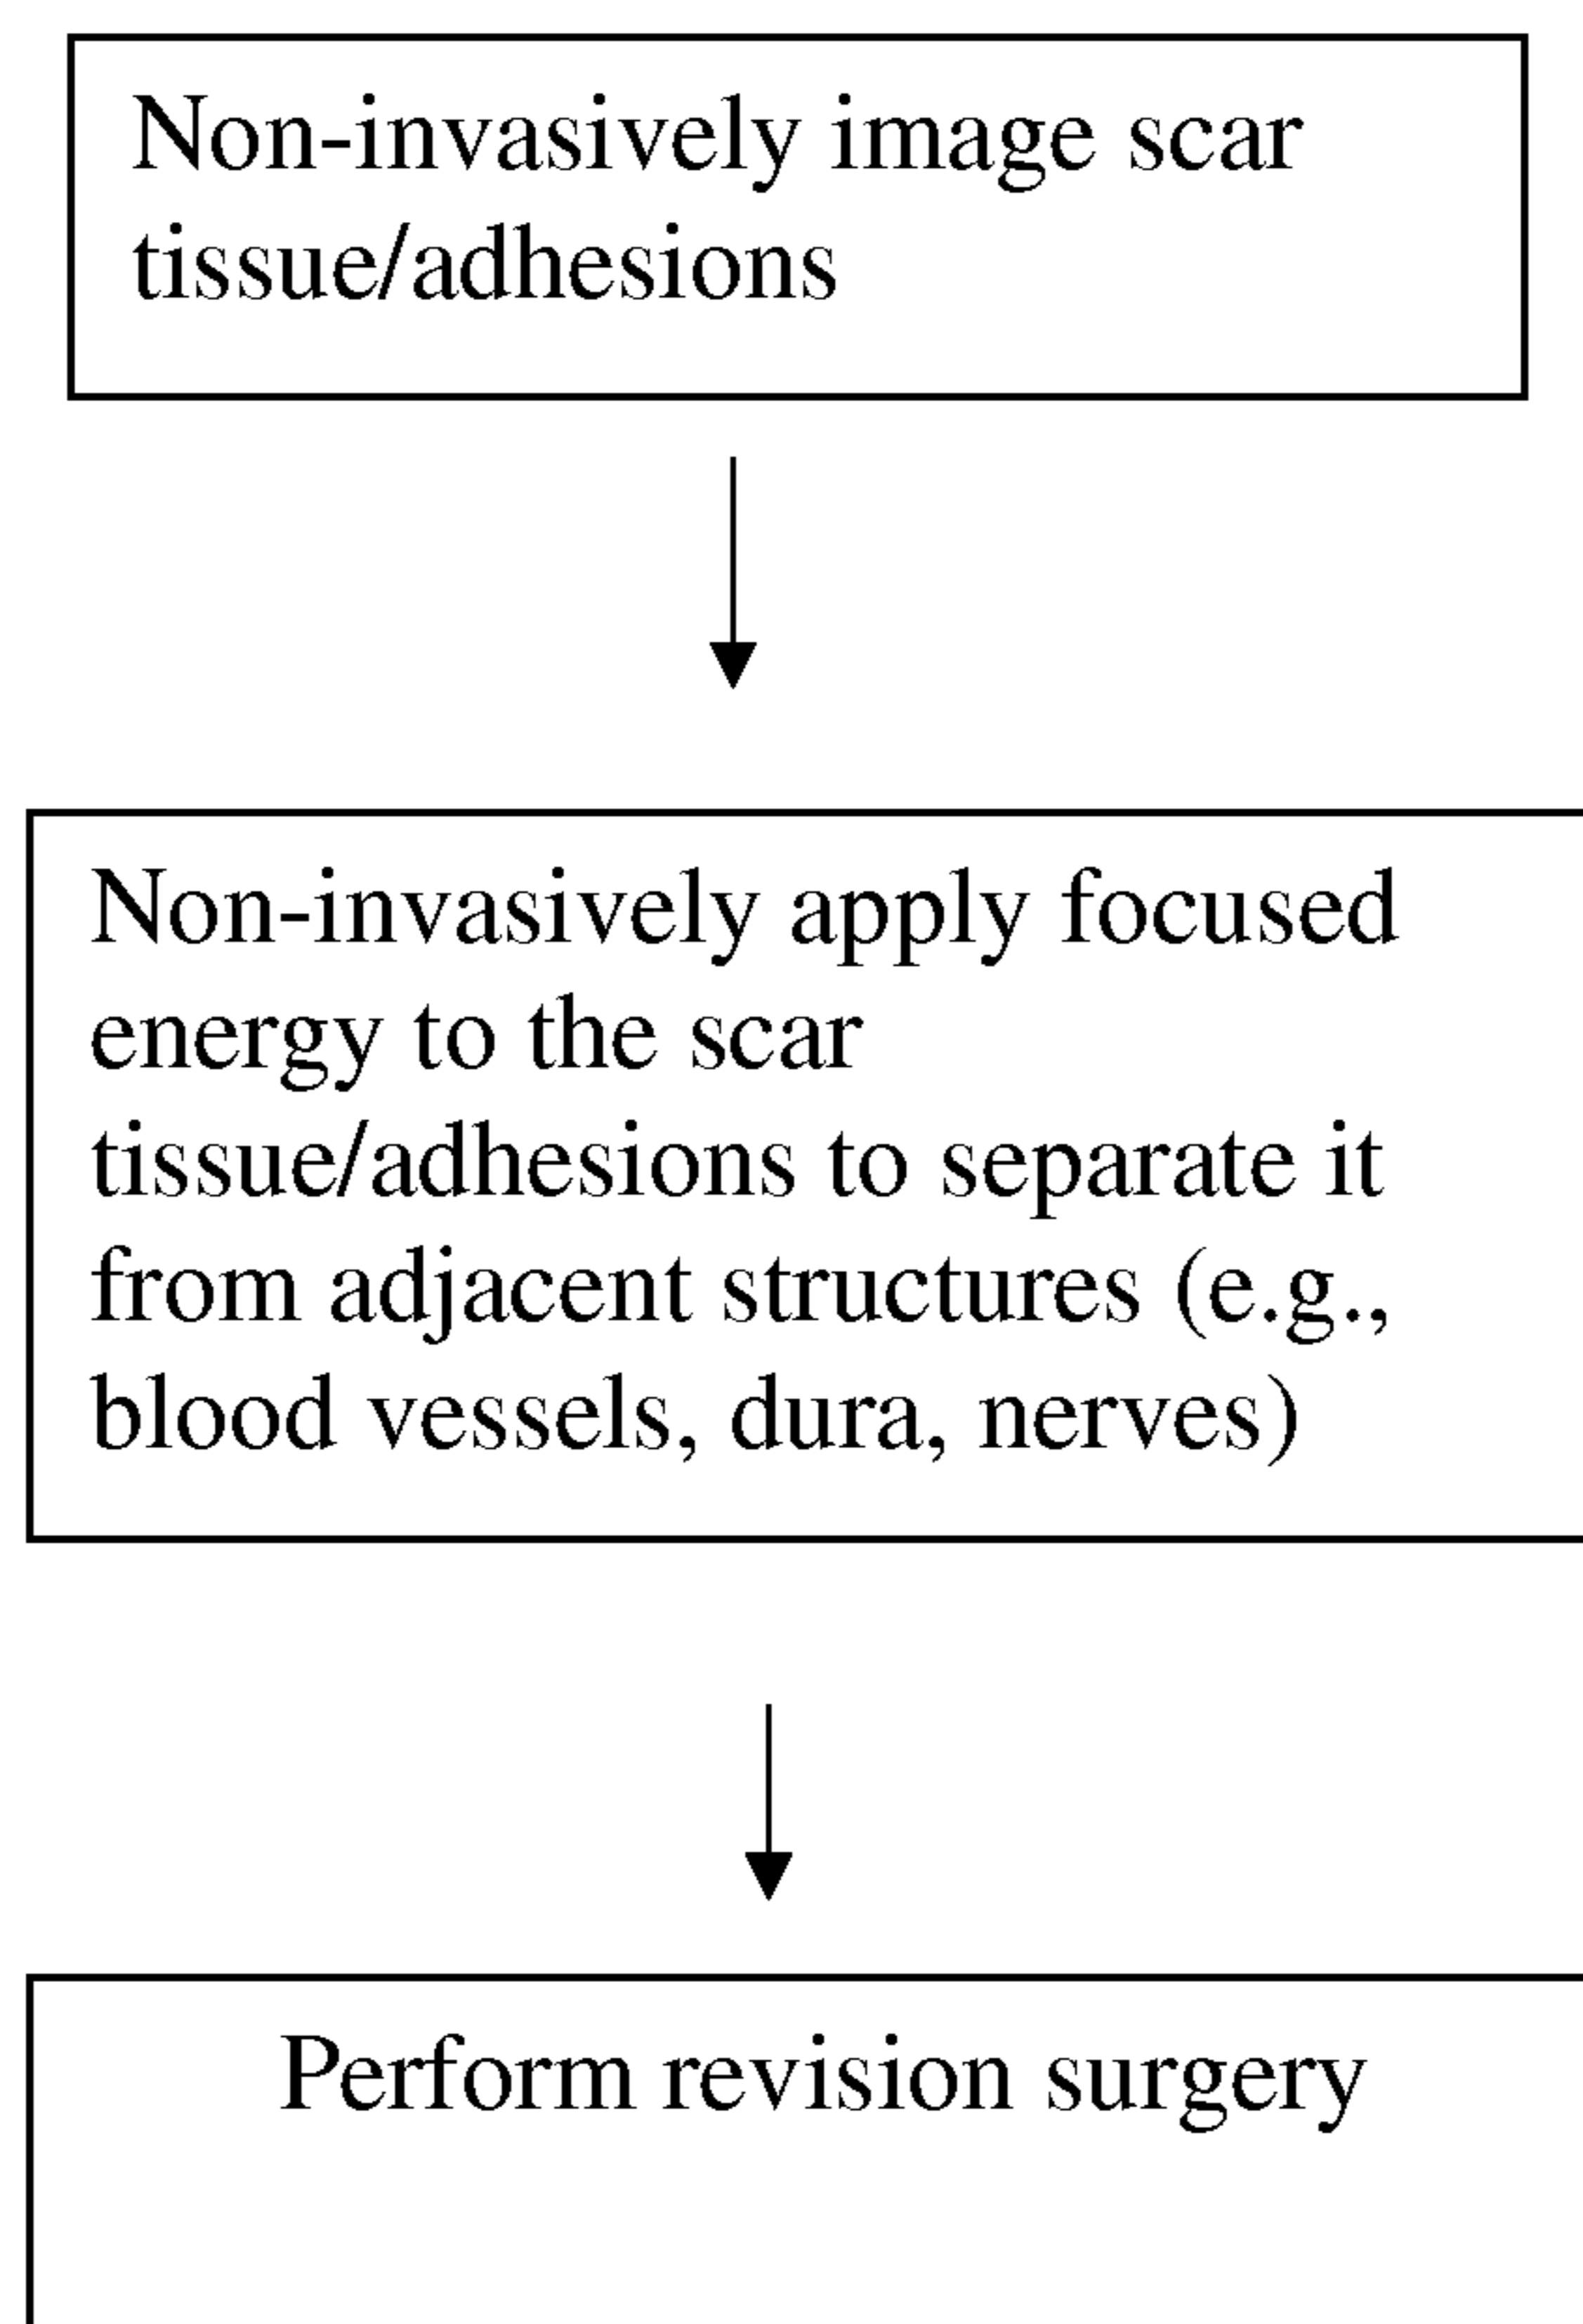 Non-invasively image scar
tissue/adhesions
Non-invasively apply focused
energy to the scar
tissue/adhesions to separate it
from adjacent structures (e.g.,
blood vessels, dura, nerves)
Perform revision surgery